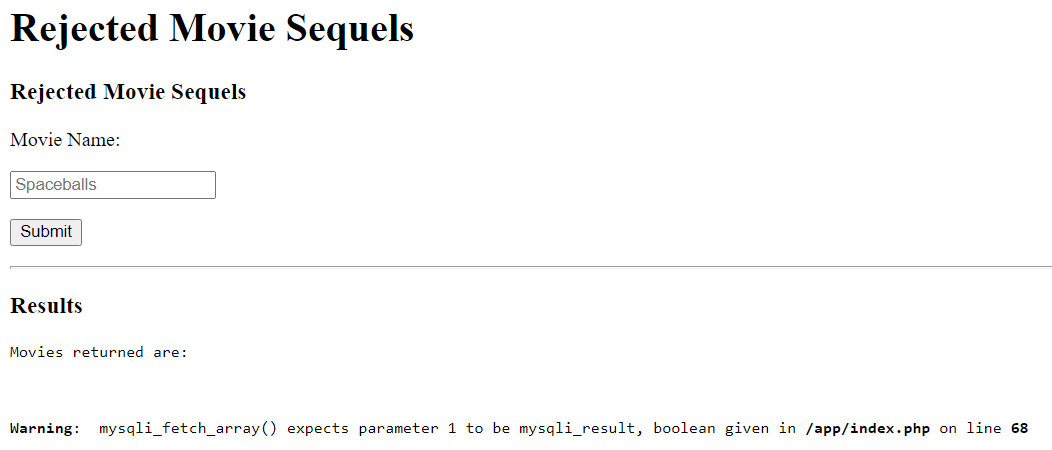 Rejected Movie Sequels
Rejected Movie Sequels
Movie Name:
Spaceballs
Submit
Results
Movies returned are:
Warning:  mysqli_fetch_array() expects parameter 1 to be mysqli_result, boolean given in /app/index.php on line 68